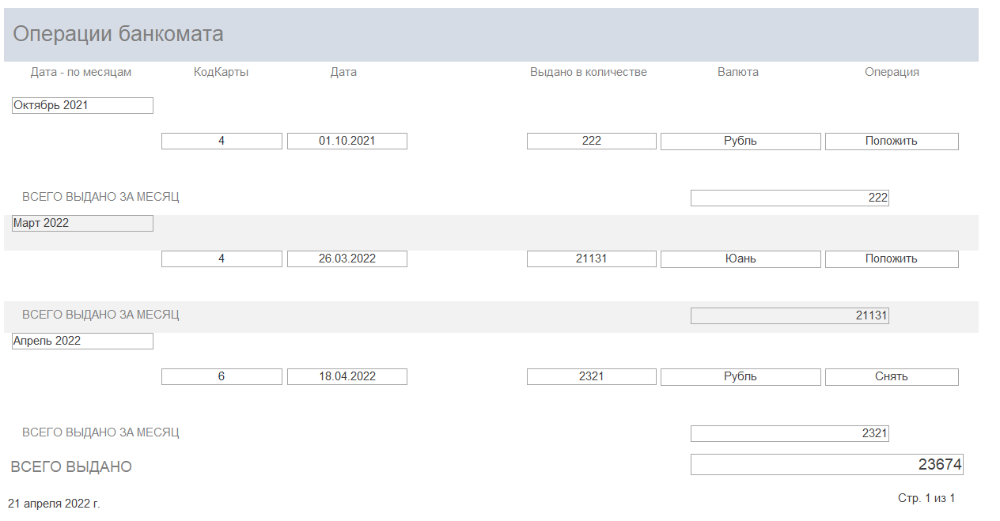 Операции банкомата
Дата - по месяцам КодКарты Дата Выдано в количестве Валюта Операция
Октябрь 2021
4 01.10.2021 222 Рубль Положить
ВСЕГО ВЫДАНО ЗА МЕСЯЦ 222
Март 2022
4 26.03.2022 21131 Юань Положить
ВСЕГО ВЫДАНО ЗА МЕСЯЦ 21131
Апрель 2022
6 18.04.2022 2321 Рубль Снять
ВСЕГО ВЫДАНО ЗА МЕСЯЦ 2321
ВСЕГО ВЫДАНО 23674
21 апреля 2022 г. Стр. 1 из 1